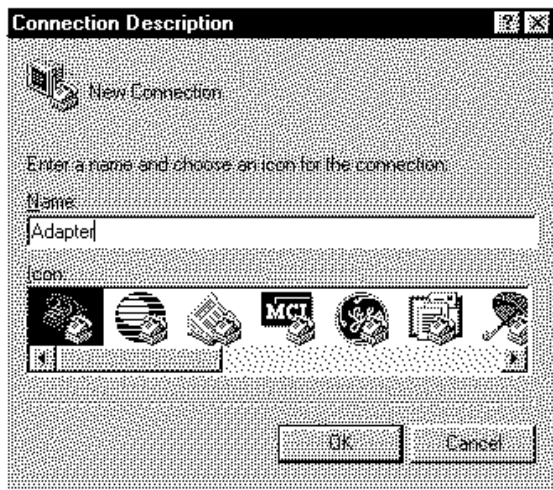 Connection Description
New Connection
Enter a name and choose an icon for the connection:
Name:
Adapter
Icon:
MCI
OK
Cancel